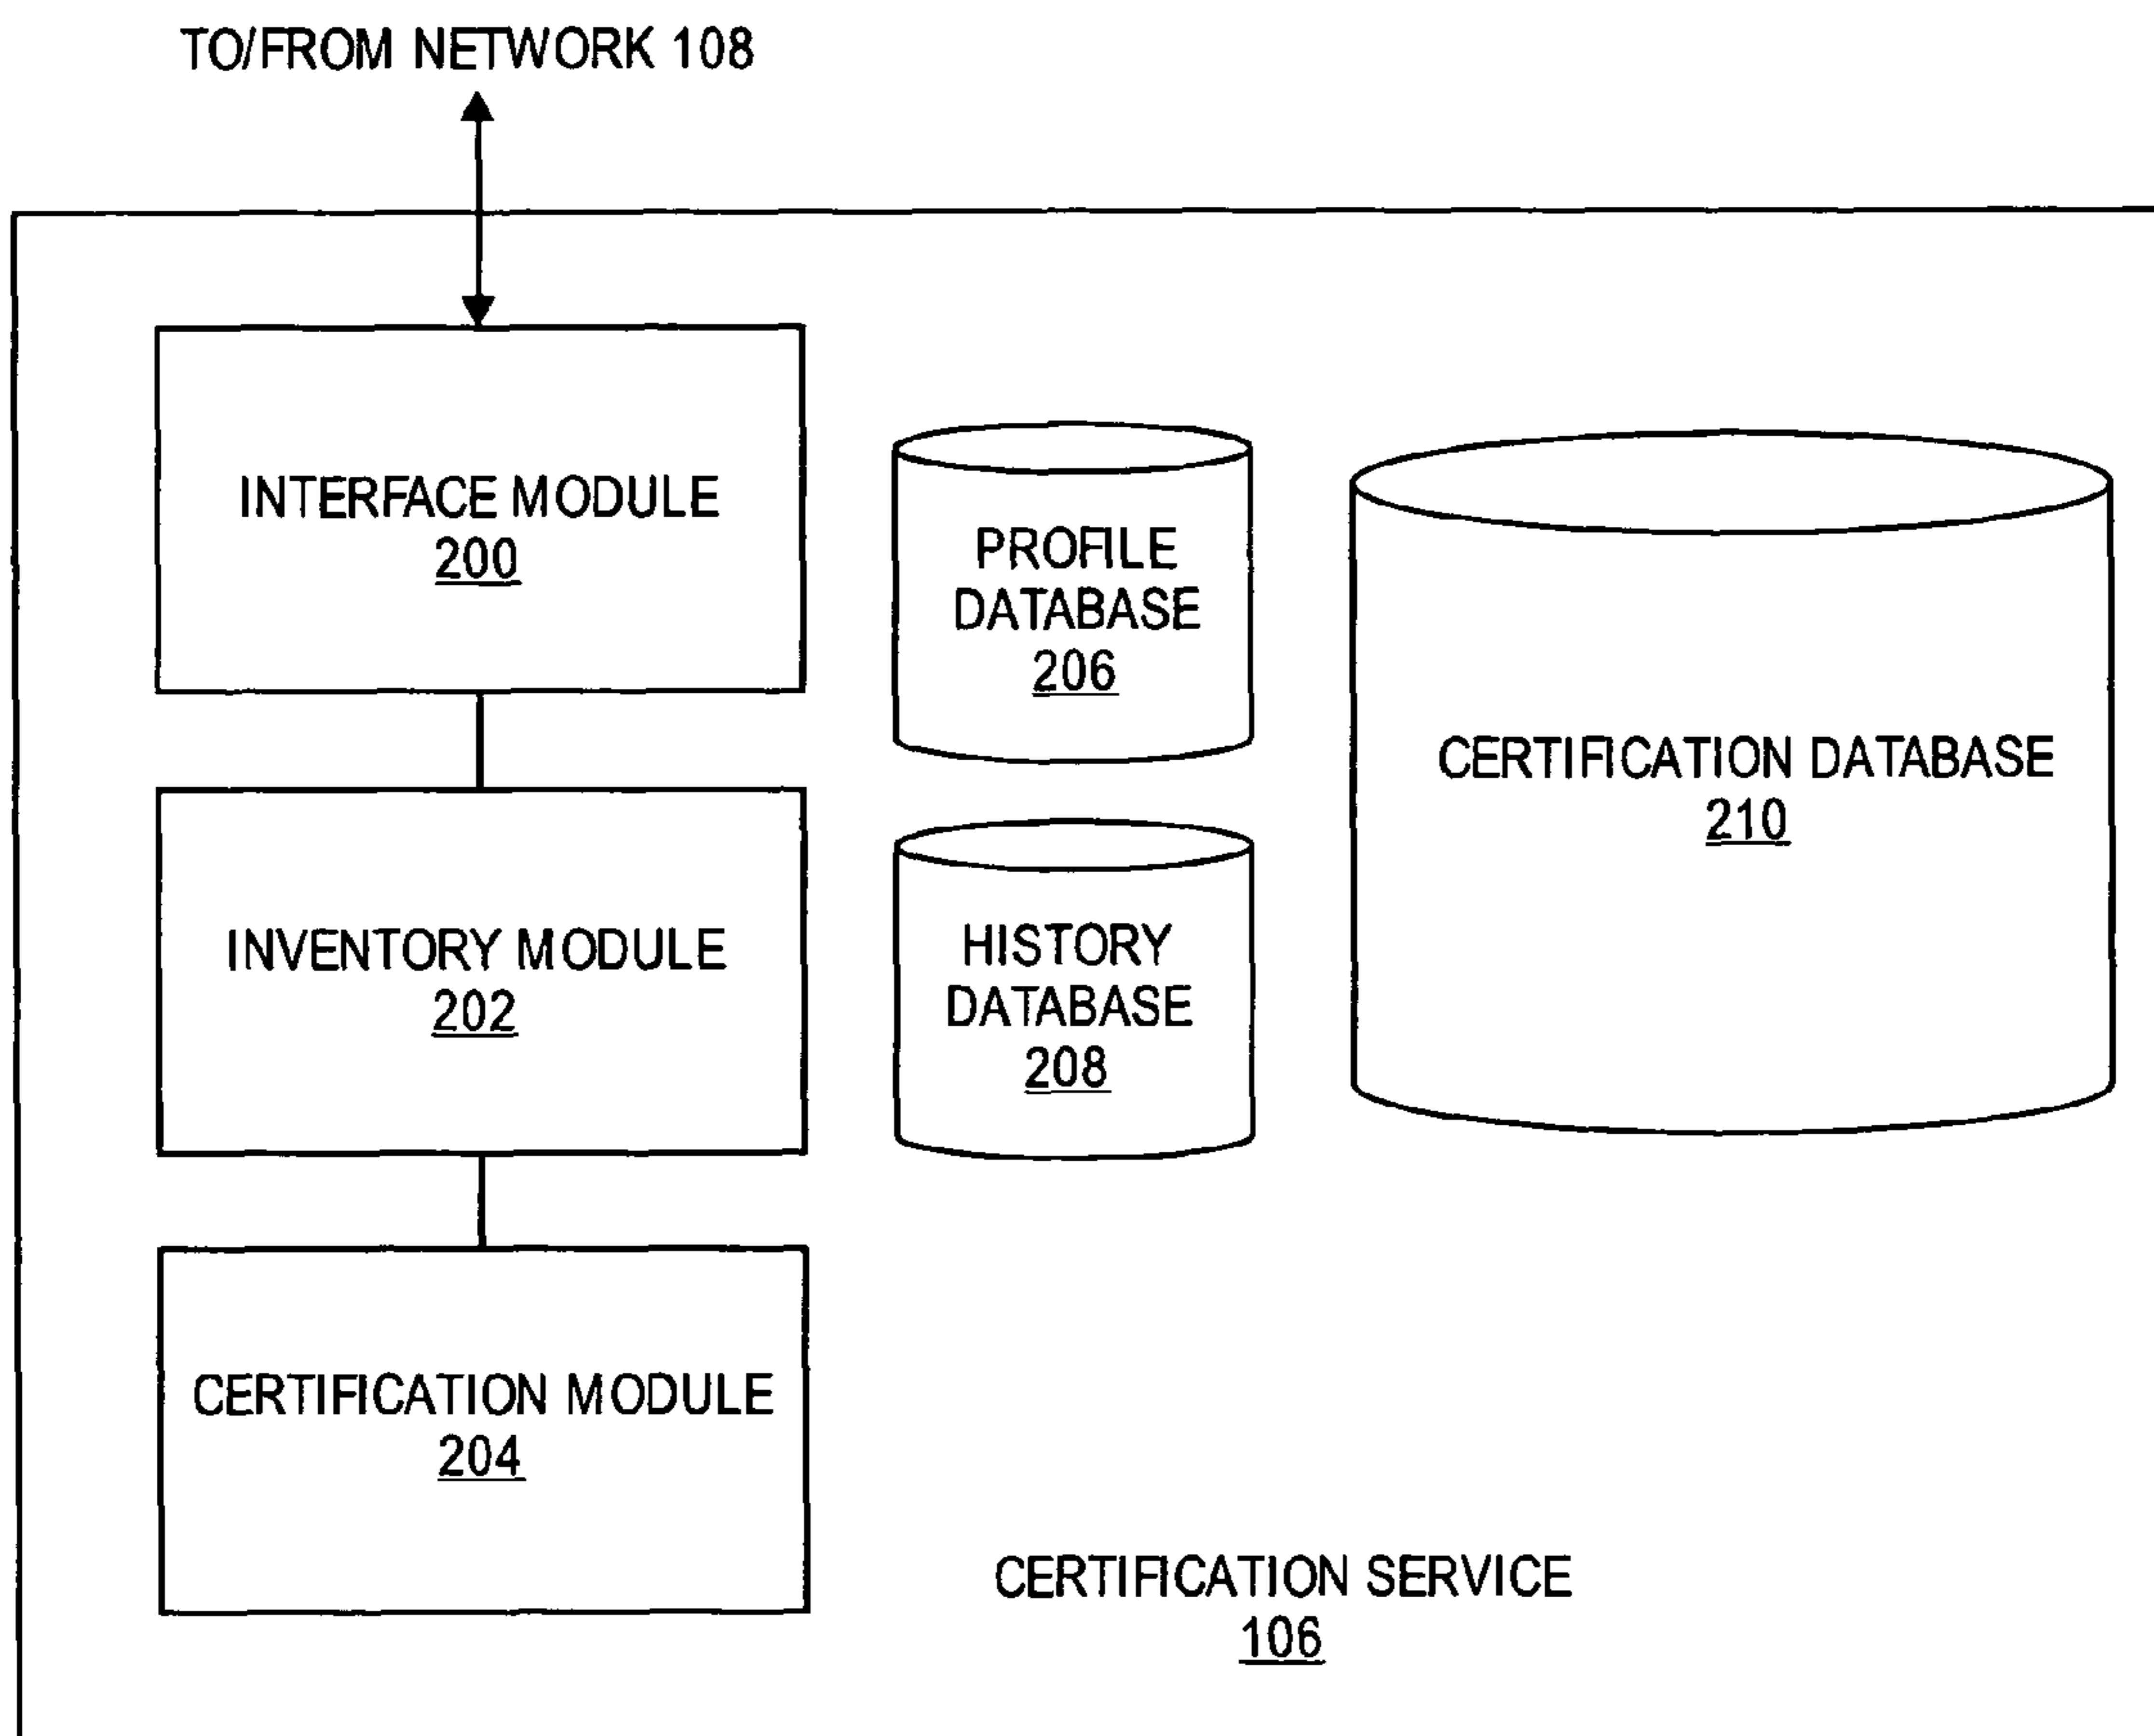 TO/FROM NETWORK 108
INTERFACE MODULE
200
PROFILE
DATABASE
206
CERTIFICATION DATABASE
210
INVENTORY MODULE
202
HISTORY
DATABASE
208
CERTIFICATION MODULE
204
CERTIFICATION SERVICE
106